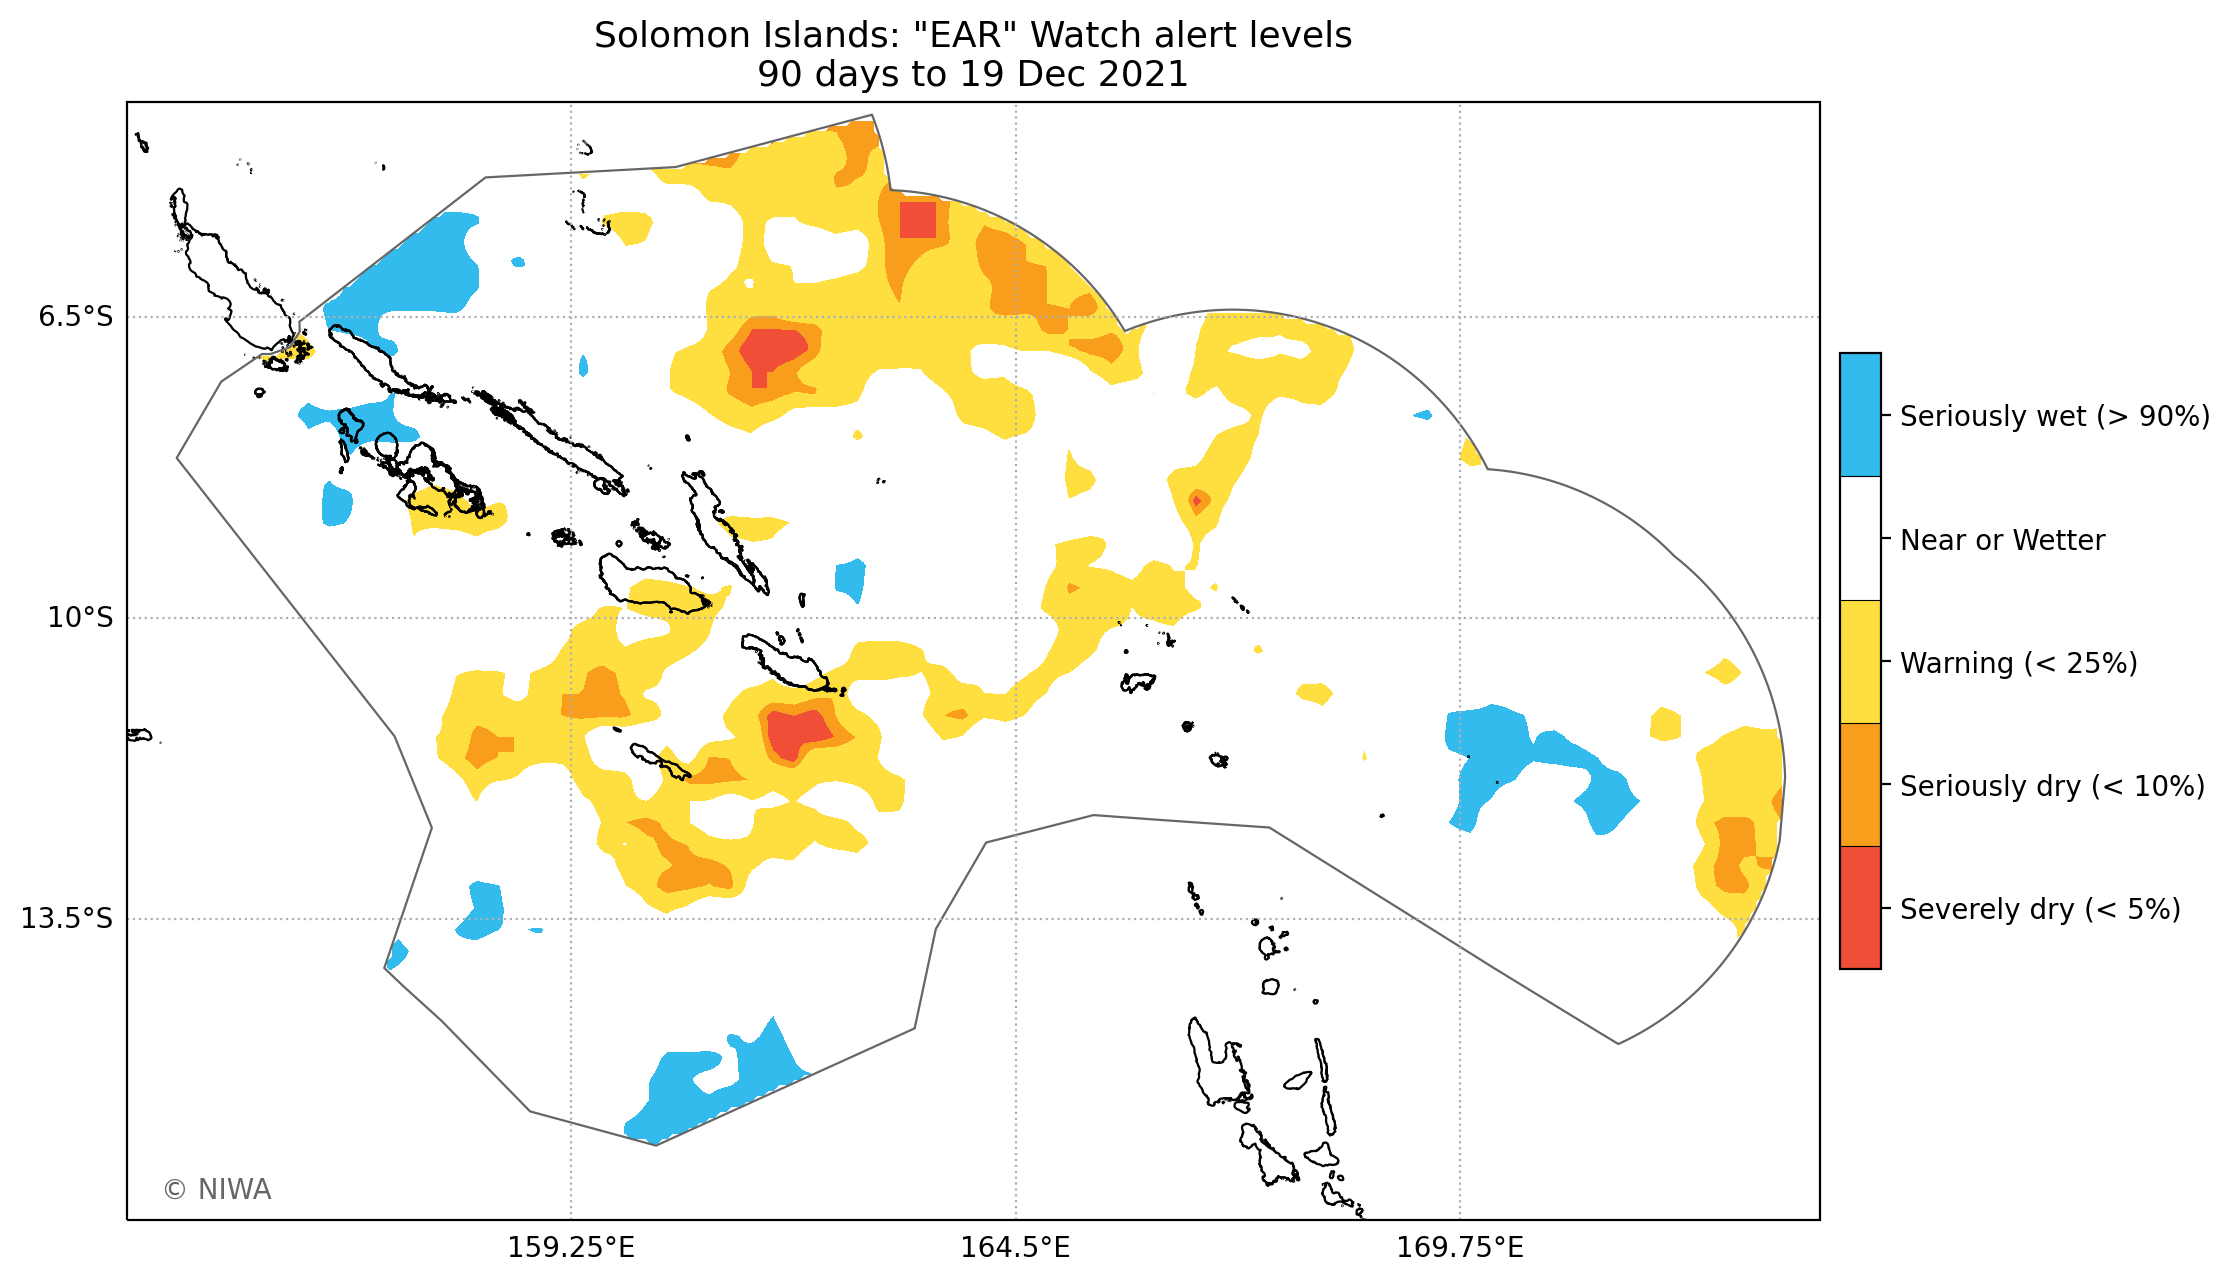 Solomon Islands: "EAR" Watch alert levels
90 days to 19 Dec 2021
6.5°S
10°S
13.5°S
159.25°E
164.5°E
169.75°E
Seriously wet (> 90%)
Near or Wetter
Warning (< 25%)
Seriously dry (< 10%)
Severely dry (< 5%)
© NIWA